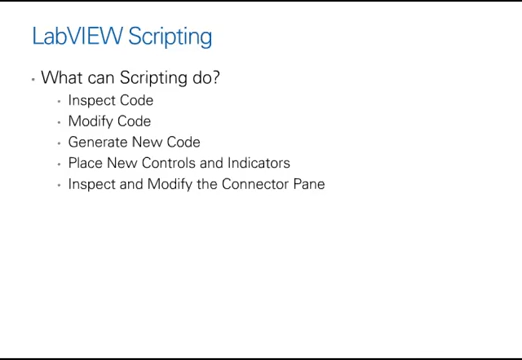 LabVIEW Scripting
• What can Scripting do?
• Inspect Code
• Modify Code
• Generate New Code
• Place New Controls and Indicators
• Inspect and Modify the Connector Pane